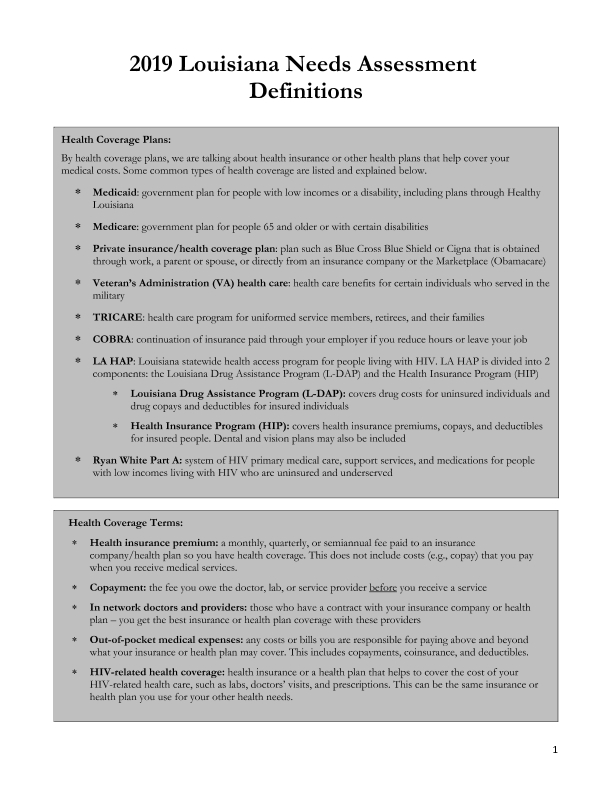 2019 Louisiana Needs Assessment
Definitions
Health Coverage Plans:
By health coverage plans, we are talking about health insurance or other health plans that help cover your
medical costs. Some common types of health coverage are listed and explained below.
* Medicaid: government plan for people with low incomes or a disability, including plans through Healthy
Louisiana
* Medicare: government plan for people 65 and older or with certain disabilities
* Private insurance/health coverage plan: plan such as Blue Cross Blue Shield or Cigna that is obtained
through work, a parent or spouse, or directly from an insurance company or the Marketplace (Obamacare)
* Veteran's Administration (VA) health care: health care benefits for certain individuals who served in the
military
* TRICARE: health care program for uniformed service members, retirees, and their families
* COBRA: continuation of insurance paid through your employer if you reduce hours or leave your job
* LA HAP: Louisiana statewide health access program for people living with HIV. LA HAP is divided into 2
components: the Louisiana Drug Assistance Program (L-DAP) and the Health Insurance Program (HIP)
* Louisiana Drug Assistance Program (L-DAP): covers drug costs for uninsured individuals and
drug copays and deductibles for insured individuals
* Health Insurance Program (HIP): covers health insurance premiums, copays, and deductibles
for insured people. Dental and vision plans may also be included
* Ryan White Part A: system of HIV primary medical care, support services, and medications for people
with low incomes living with HIV who are uninsured and underserved
Health Coverage Terms:
* Health insurance premium: a monthly, quarterly, or semiannual fee paid to an insurance
company/health plan so you have health coverage. This does not include costs (e.g., copay) that you pay
when you receive medical services.
* Copayment: the fee you owe the doctor, lab, or service provider before you receive a service
* In network doctors and providers: those who have a contract with your insurance company or health
plan – you get the best insurance or health plan coverage with these providers
* Out-of-pocket medical expenses: any costs or bills you are responsible for paying above and beyond
what your insurance or health plan may cover. This includes copayments, coinsurance, and deductibles.
* HIV-related health coverage: health insurance or a health plan that helps to cover the cost of your
HIV-related health care, such as labs, doctors' visits, and prescriptions. This can be the same insurance or
health plan you use for your other health needs.
1